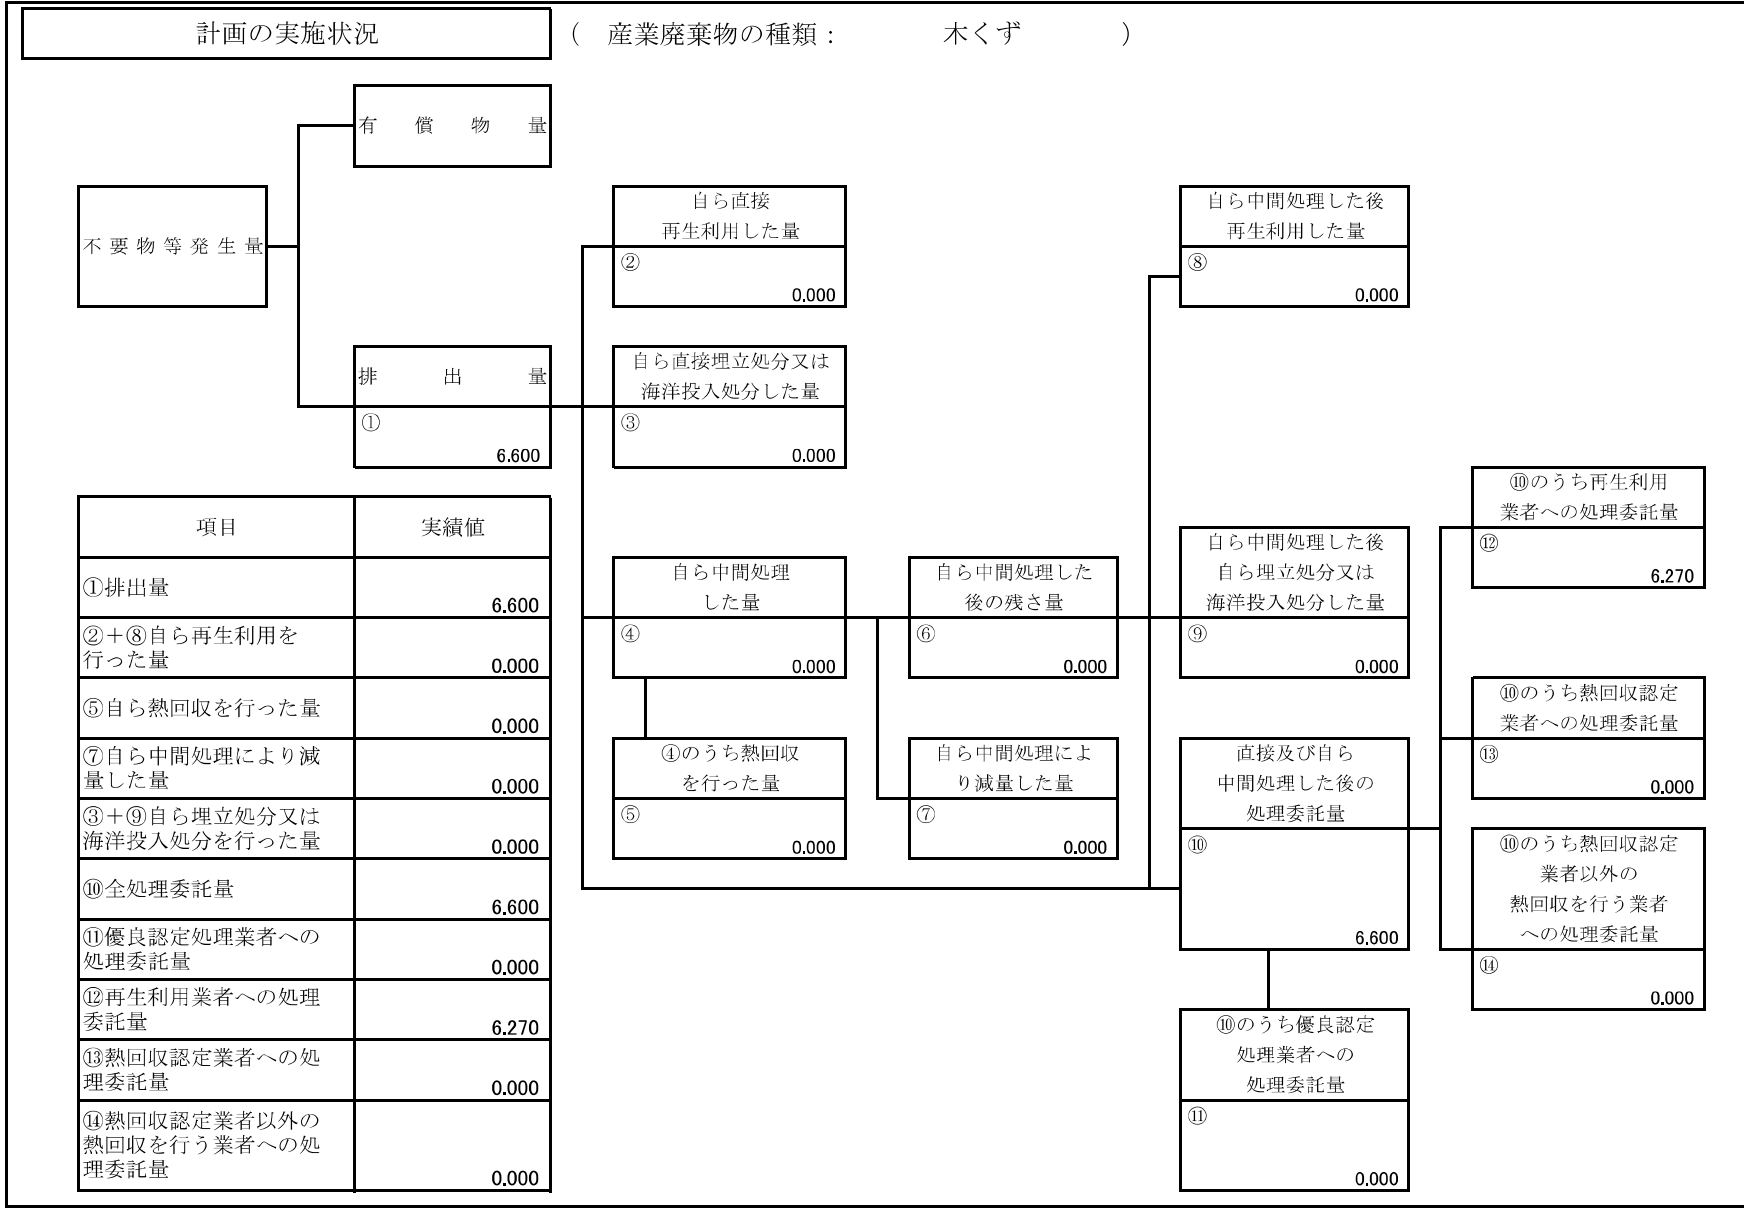 計画の実施状況
（　産業廃棄物の種類：　木くず　）
有償物量
不要物等発生量
自ら直接
再生利用した量
②
0.000
自ら中間処理した後
再生利用した量
⑧
0.000
排出量
①
6.600
自ら直接埋立処分又は
海洋投入処分した量
③
0.000
項目　実績値
①排出量
6.600
②＋⑧自ら再生利用を
行った量
0.000
⑤自ら熱回収を行った量
0.000
⑦自ら中間処理により減
量した量
0.000
③＋⑨自ら埋立処分又は
海洋投入処分を行った量
0.000
⑩全処理委託量
6.600
⑪優良認定処理業者への
処理委託量
0.000
⑫再生利用業者への処理
委託量
6.270
⑬熱回収認定業者への処
理委託量
0.000
⑭熱回収認定業者以外の
熱回収を行う業者への処
理委託量
0.000
自ら中間処理
した量
④
0.000
④のうち熱回収
を行った量
⑤
0.000
自ら中間処理した
後の残さ量
⑥
0.000
自ら中間処理によ
り減量した量
⑦
0.000
自ら中間処理した後
自ら埋立処分又は
海洋投入処分した量
⑨
0.000
直接及び自ら
中間処理した後の
処理委託量
⑩
6.600
⑩のうち優良認定
処理業者への
処理委託量
⑪
0.000
⑩のうち再生利用
業者への処理委託量
⑫
6.270
⑩のうち熱回収認定
業者への処理委託量
⑬
0.000
⑩のうち熱回収認定
業者以外の
熱回収を行う業者
への処理委託量
⑭
0.000